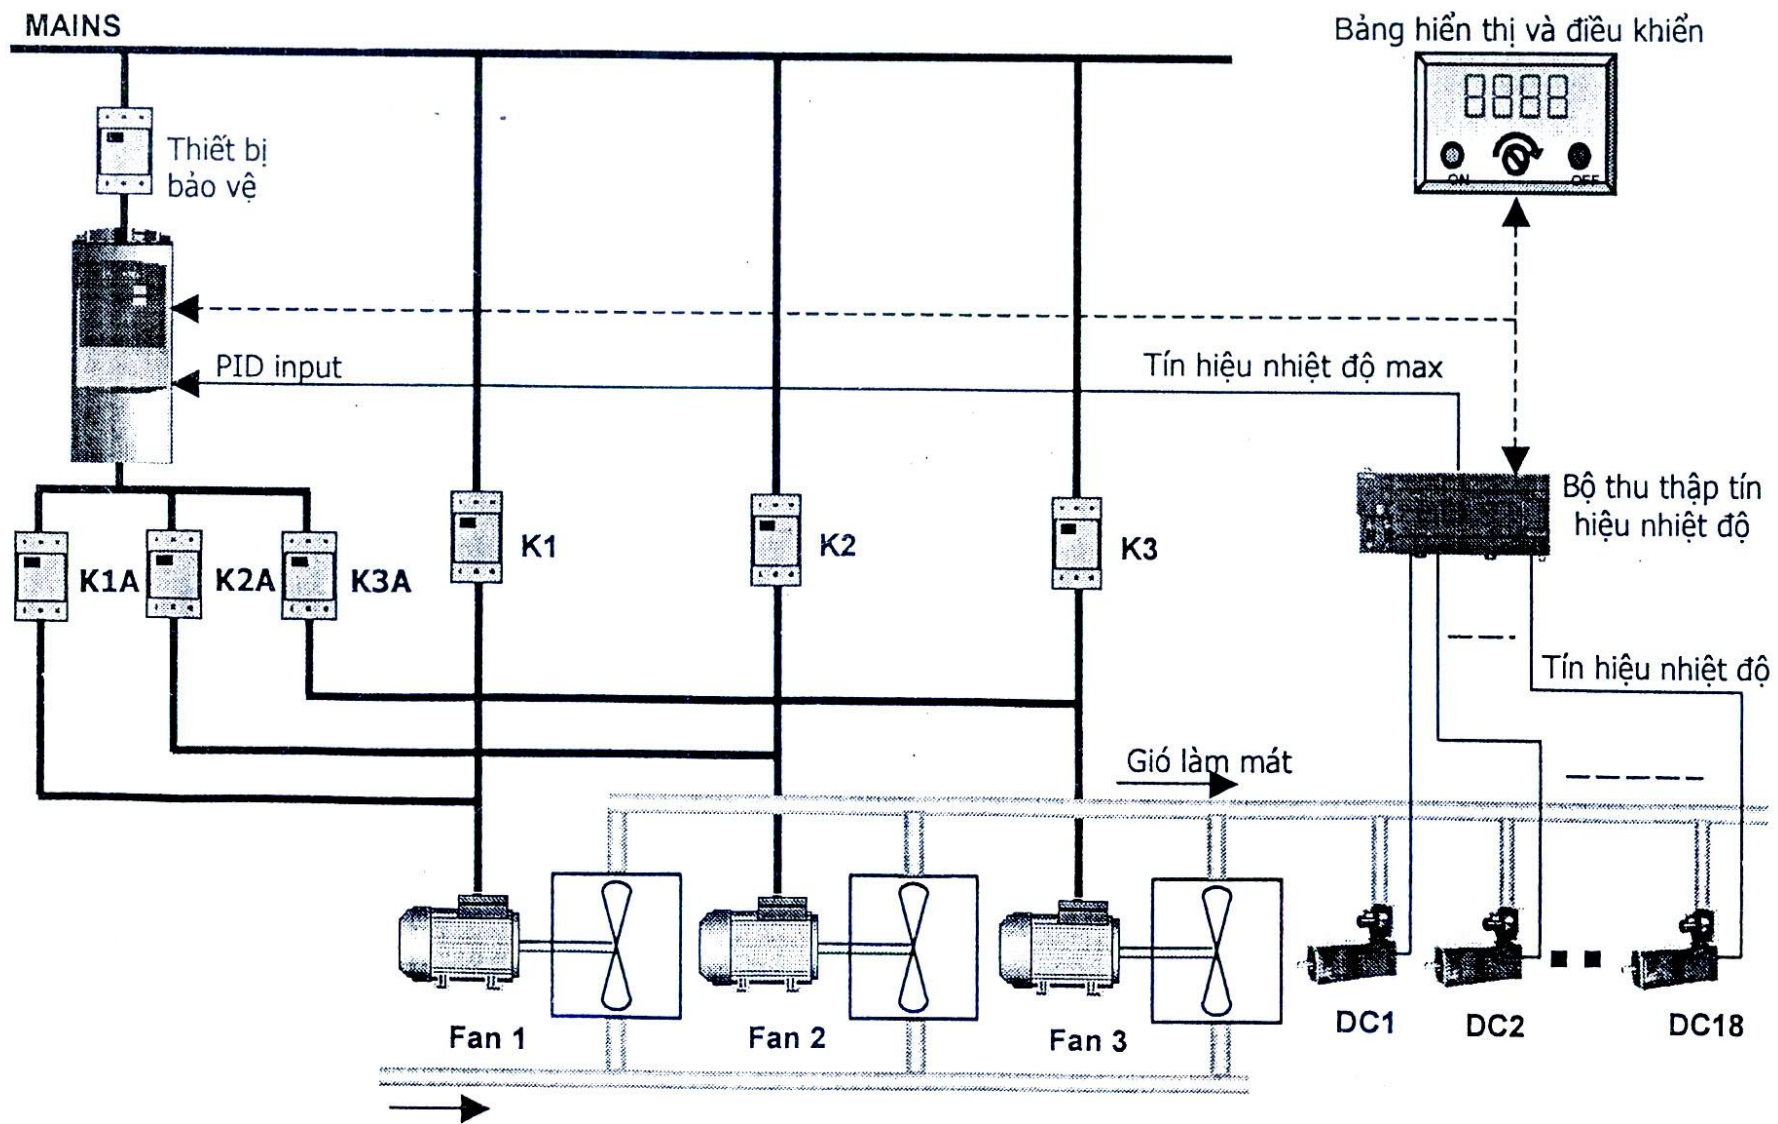 MAINS
Bảng hiển thị và điều khiển
ON
OFF
Thiết bị
bảo vệ
PID input
Tín hiệu nhiệt độ max
Bộ thu thập tín
hiệu nhiệt độ
K1A
K2A
K3A
K1
K2
K3
Tín hiệu nhiệt độ
Gió làm mát
Fan 1
Fan 2
Fan 3
DC1
DC2
DC18